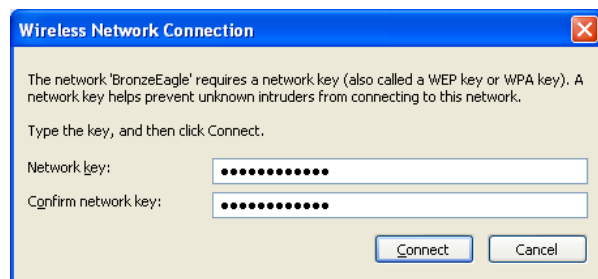 Wireless Network Connection
The network 'BronzeEagle' requires a network key (also called a WEP key or WPA key). A
network key helps prevent unknown intruders from connecting to this network.
Type the key, and then click Connect.
Network key: ●●●●●●●●●●●●
Confirm network key: ●●●●●●●●●●●●
Connect Cancel